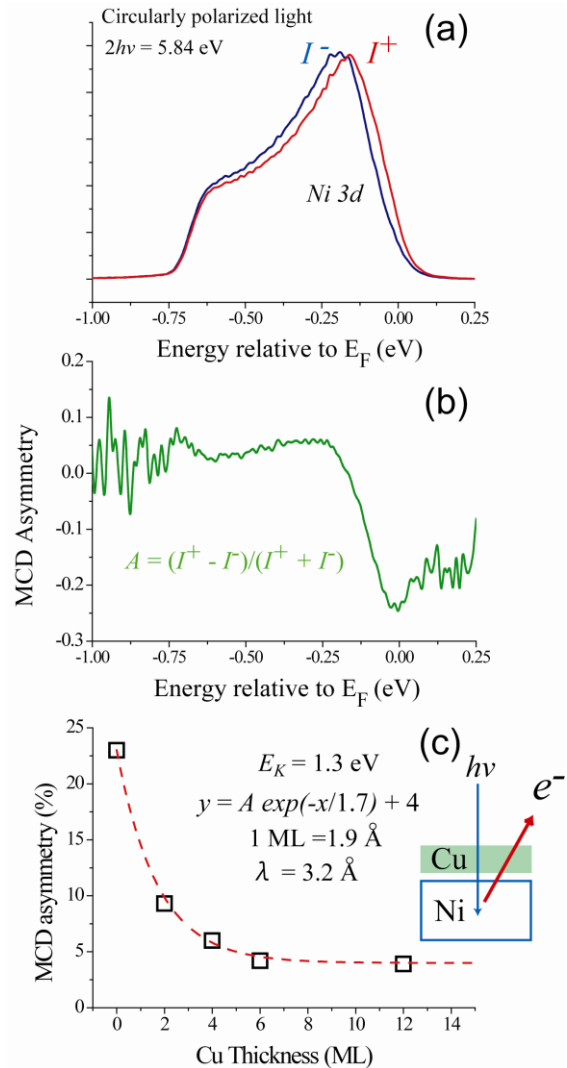 Circularly polarized light
(a)
2hν = 5.84 eV
I⁻
I⁺
Ni 3d
-1.00 -0.75 -0.50 -0.25 0.00 0.25
Energy relative to E_F (eV)
0.2
(b)
0.1
0.0
MCD Asymmetry
-0.1
A = (I⁺ - I⁻)/(I⁺ + I⁻)
-0.2
-0.3
-1.00 -0.75 -0.50 -0.25 0.00 0.25
Energy relative to E_F (eV)
25
(c)
20
E_K = 1.3 eV
hν
e⁻
y = A exp(-x/1.7) + 4
15
1 ML =1.9 Å
λ = 3.2 Å
MCD asymmetry (%)
10
Cu
Ni
5
0
0 2 4 6 8 10 12 14
Cu Thickness (ML)